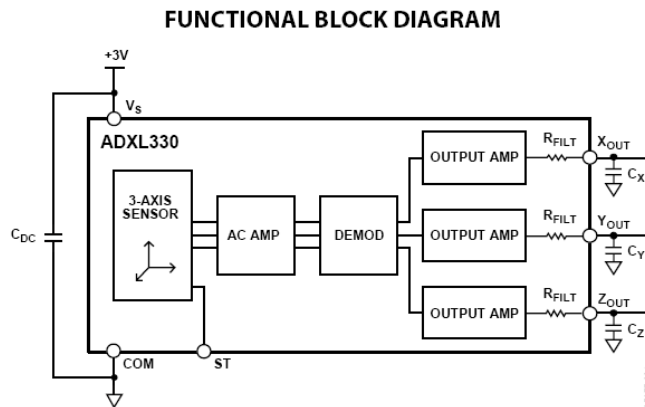 FUNCTIONAL BLOCK DIAGRAM
+3V
VS
ADXL330
3-AXIS
SENSOR
AC AMP
DEMOD
OUTPUT AMP
RFILT
XOUT
CX
OUTPUT AMP
RFILT
YOUT
CY
OUTPUT AMP
RFILT
ZOUT
CZ
CDC
COM
ST